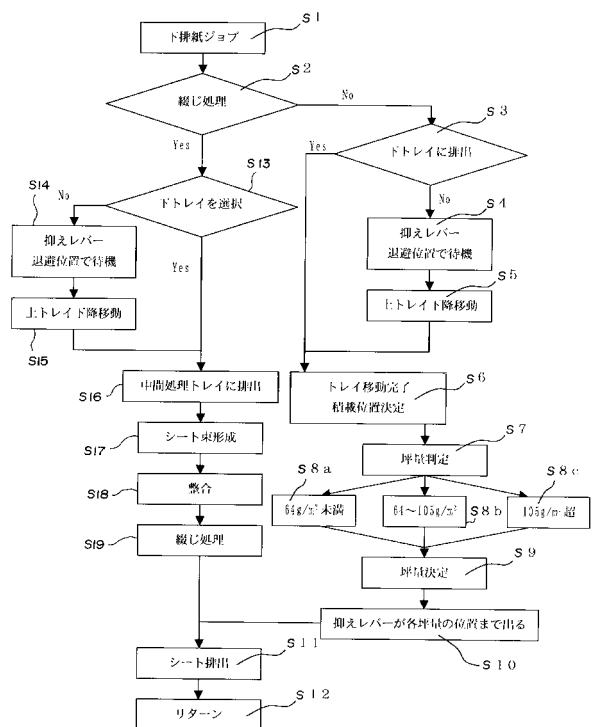 S1
下排紙ジョブ
S2
綴じ処理
No
Yes
S3
下トレイに排出
Yes
No
S13
下トレイを選択
No
Yes
S14
抑えレバー
退避位置で待機
S4
抑えレバー
退避位置で待機
S5
上トレイ下降移動
上トレイ下降移動
S15
中間処理トレイに排出
S16
トレイ移動完了
積載位置決定
S6
シート束形成
S17
坪量判定
S7
整合
S18
S8a
64g/m²未満
64〜105g/m²
S8b
S8c
105g/m²超
綴じ処理
S19
S9
坪量決定
抑えレバーが各坪量の位置まで出る
S10
S11
シート排出
S12
リターン